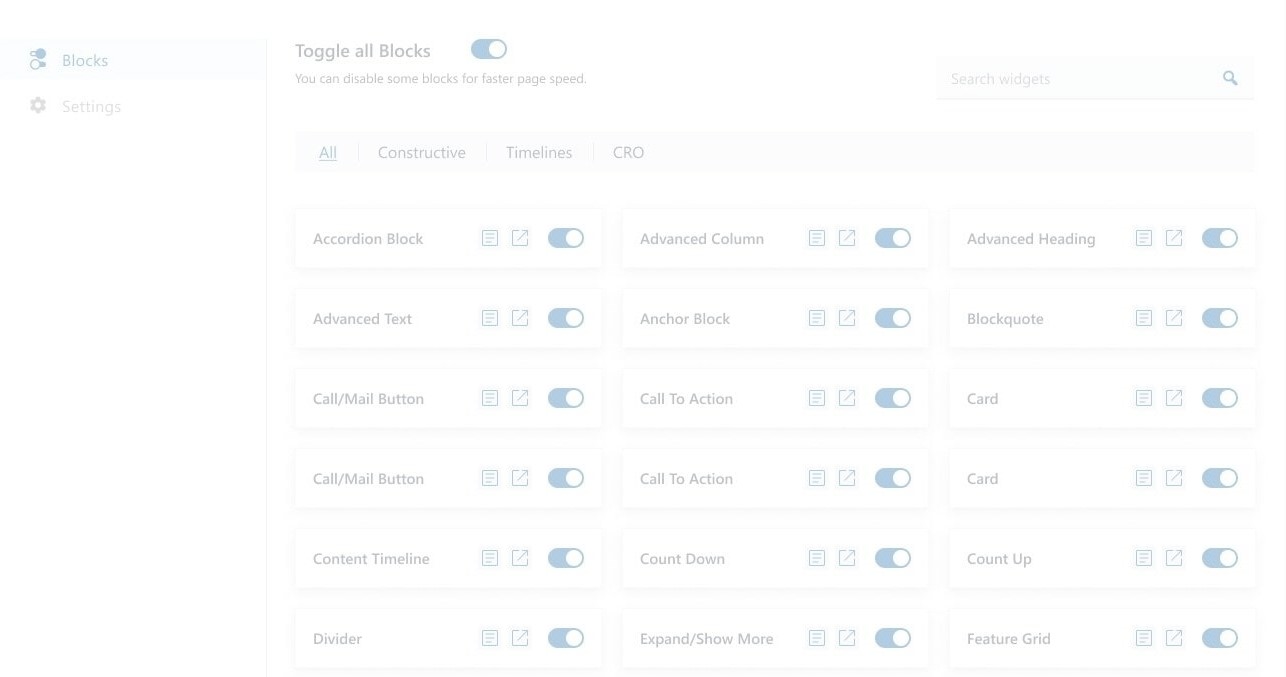 Blocks
Settings
Toggle all Blocks
You can disable some blocks for faster page speed.
Search widgets
All Constructive Timelines CRO
Accordion Block Advanced Column Advanced Heading
Advanced Text Anchor Block Blockquote
Call/Mail Button Call To Action Card
Call/Mail Button Call To Action Card
Content Timeline Count Down Count Up
Divider Expand/Show More Feature Grid